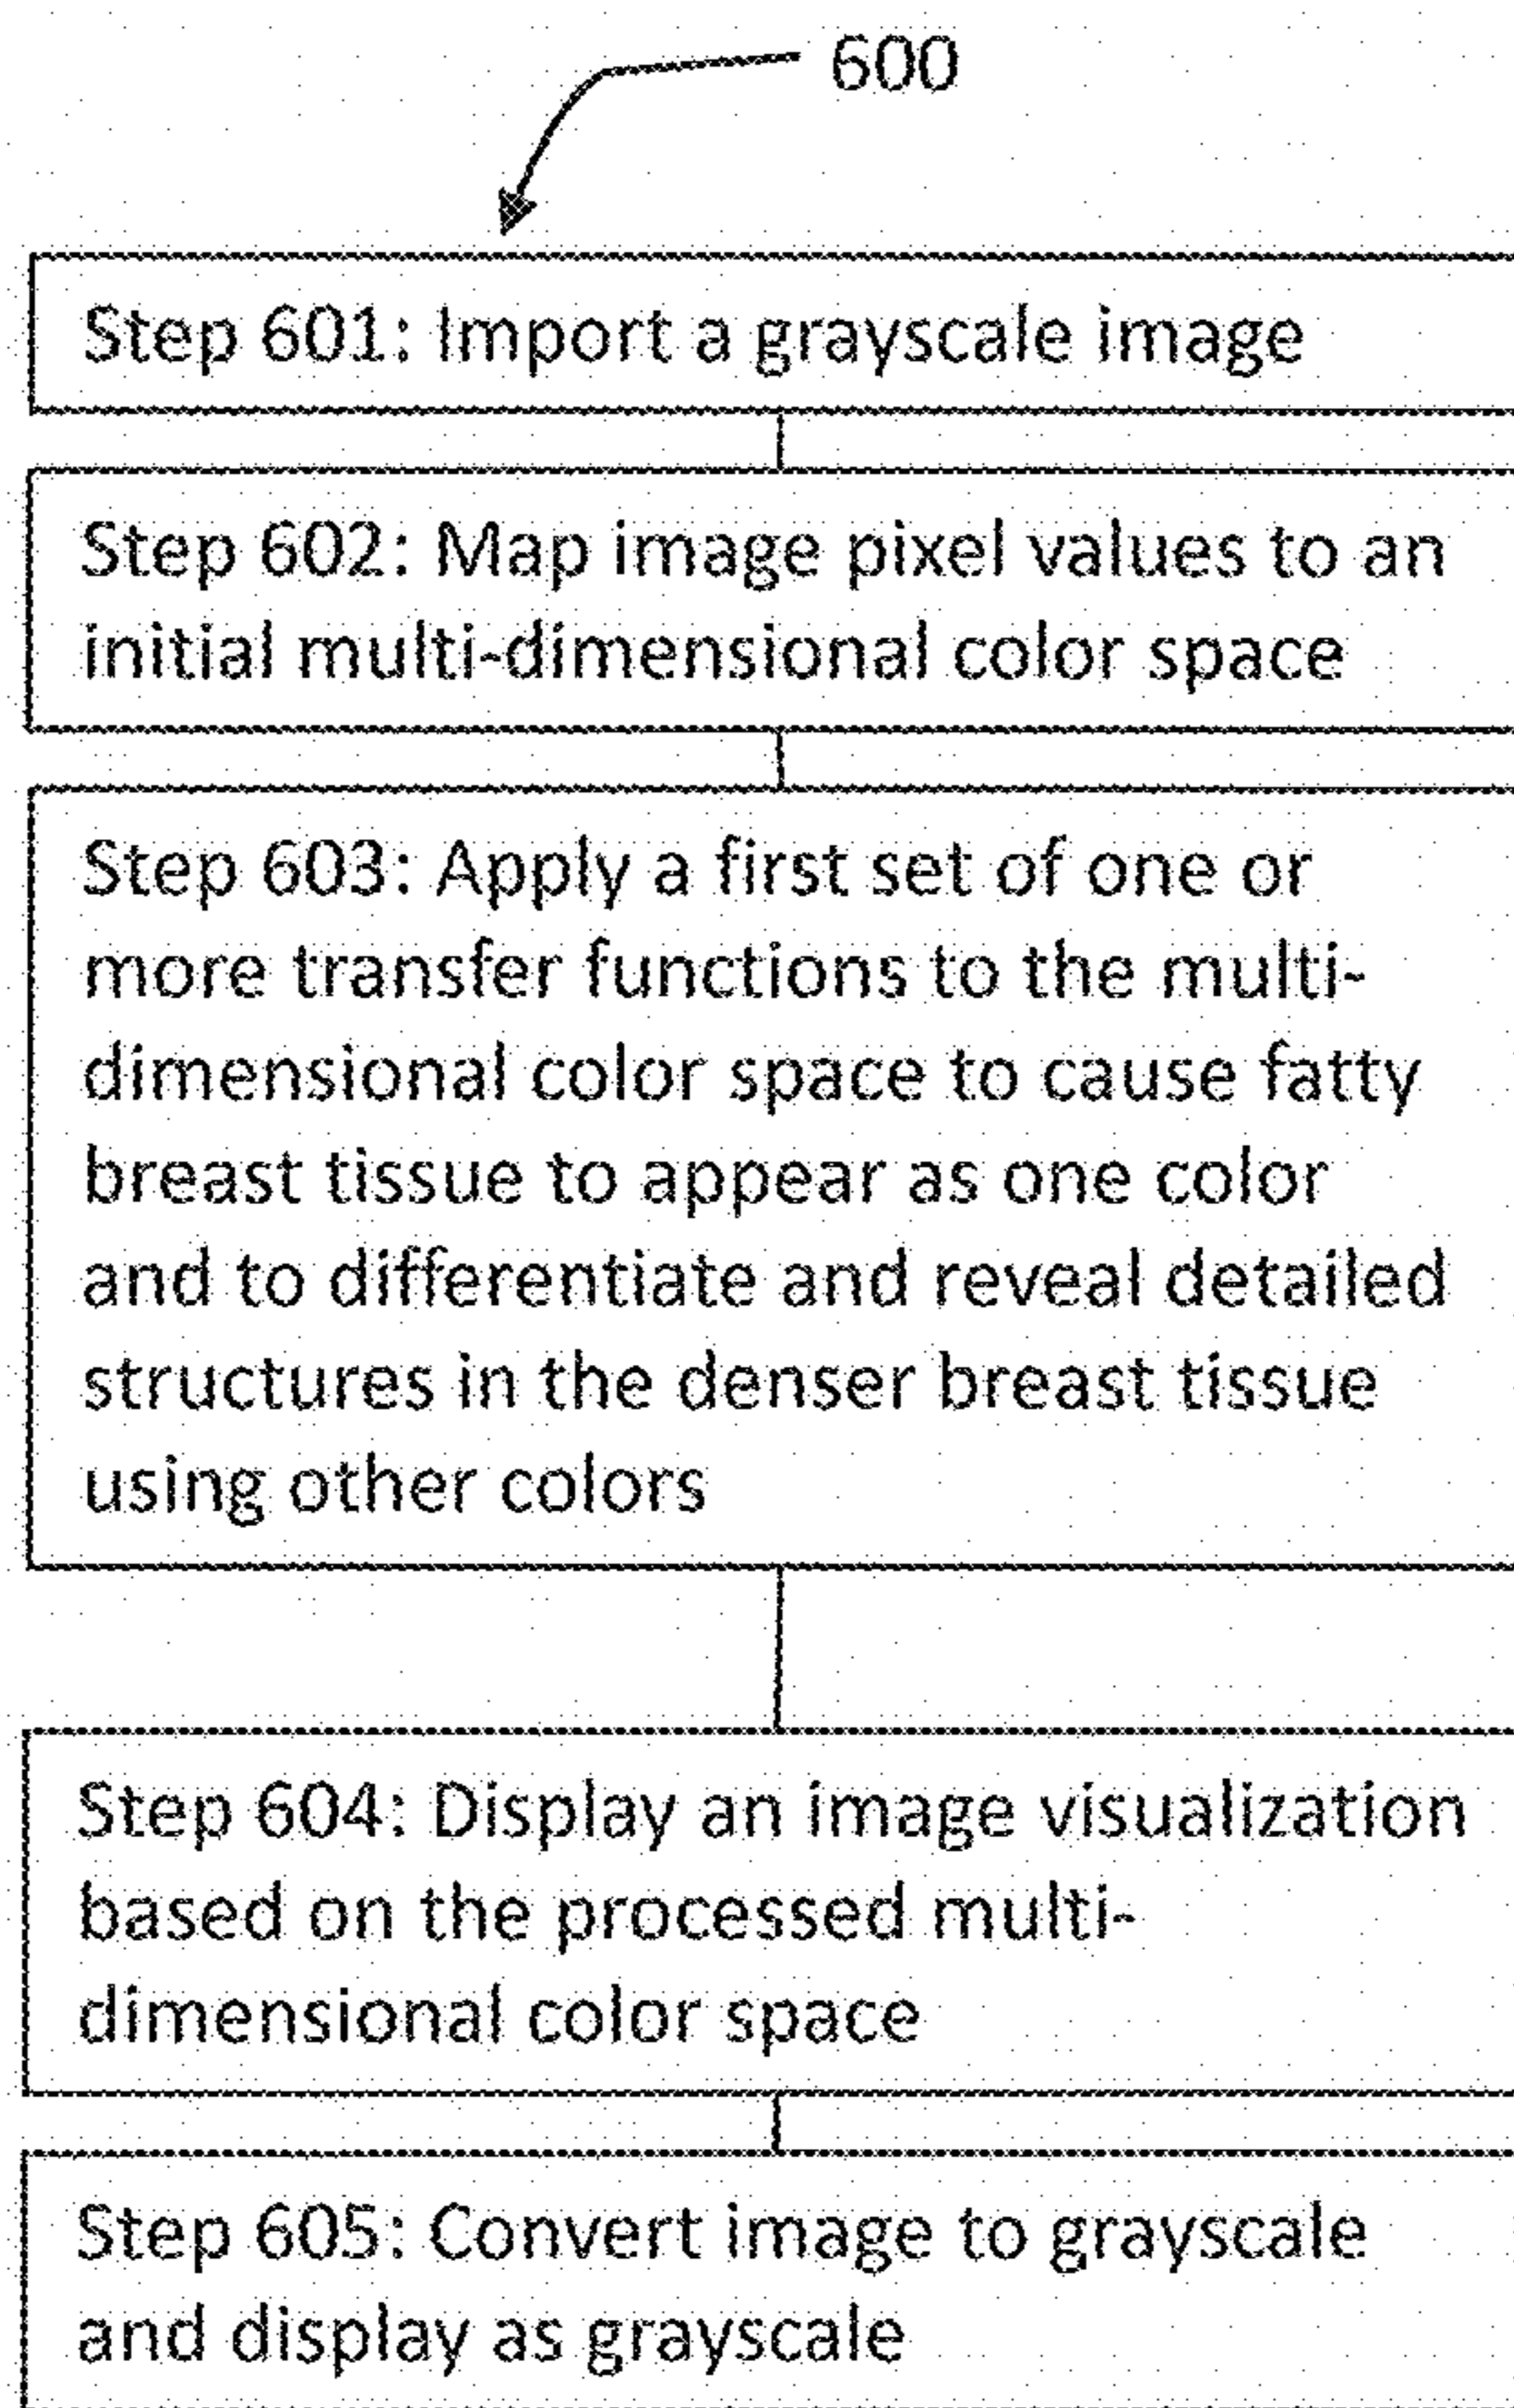 600
Step 601: Import a grayscale image
Step 602: Map image pixel values to an
initial multi-dimensional color space
Step 603: Apply a first set of one or
more transfer functions to the multi-
dimensional color space to cause fatty
breast tissue to appear as one color
and to differentiate and reveal detailed
structures in the denser breast tissue
using other colors
Step 604: Display an image visualization
based on the processed multi-
dimensional color space
Step 605: Convert image to grayscale
and display as grayscale